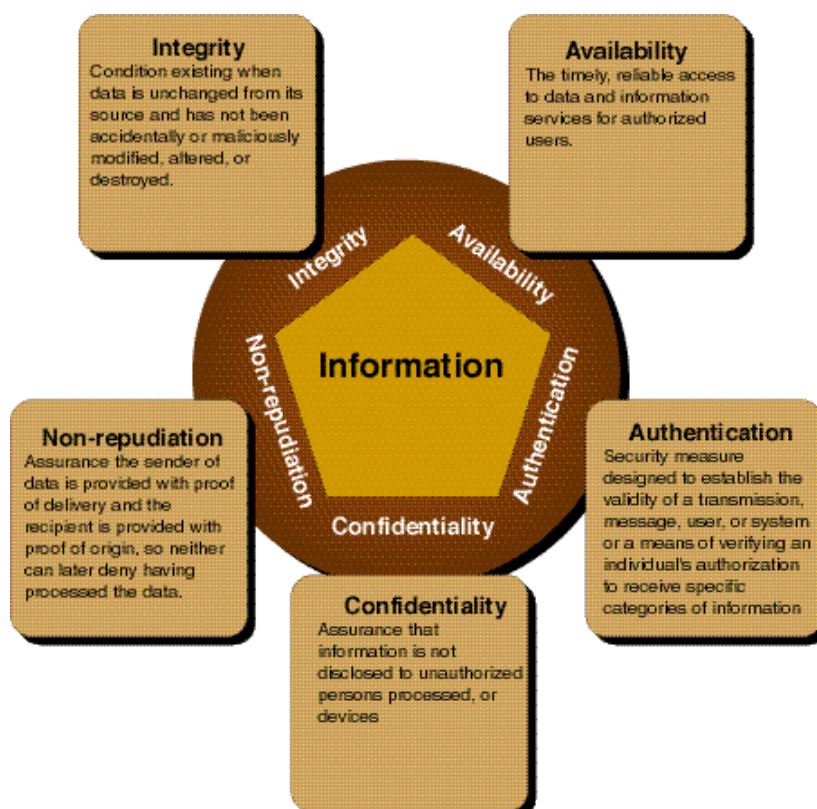 Integrity
Condition existing when
data is unchanged from its
source and has not been
accidentally or maliciously
modified, altered, or
destroyed.
Availability
The timely, reliable access
to data and information
services for authorized
users.
Integrity
Availability
Information
Non-repudiation
Authentication
Confidentiality
Non-repudiation
Assurance the sender of
data is provided with proof
of delivery and the
recipient is provided with
proof of origin, so neither
can later deny having
processed the data.
Authentication
Security measure
designed to establish the
validity of a transmission,
message, user, or system
or a means of verifying an
individual's authorization
to receive specific
categories of information
Confidentiality
Assurance that
information is not
disclosed to unauthorized
persons processed, or
devices